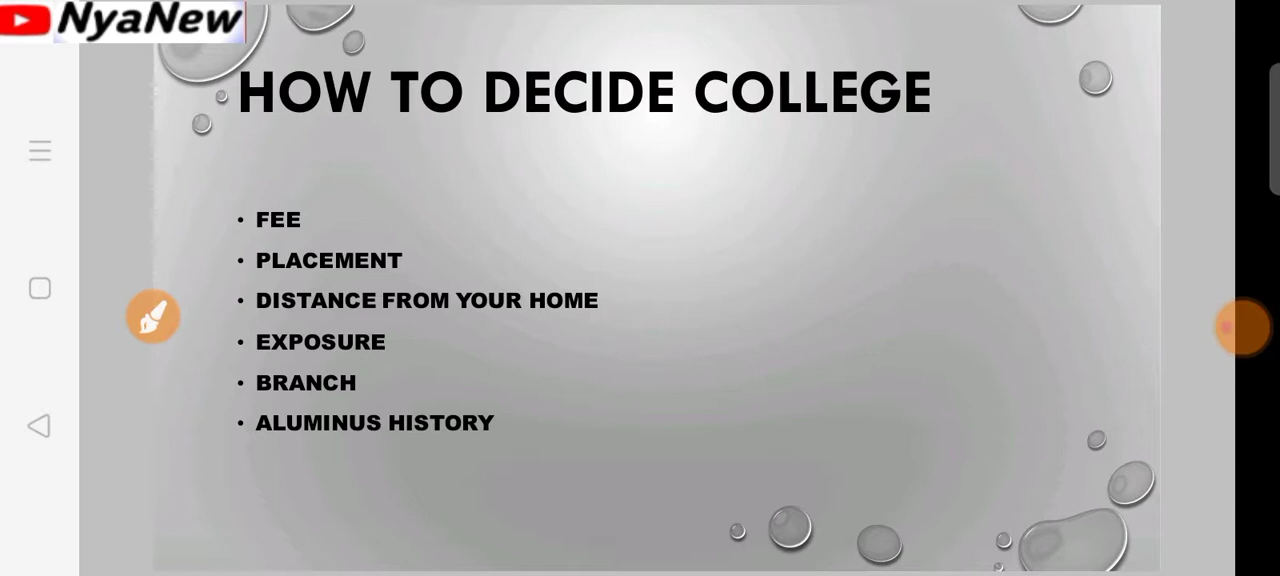 NyaNew
HOW TO DECIDE COLLEGE
• FEE
• PLACEMENT
• DISTANCE FROM YOUR HOME
• EXPOSURE
• BRANCH
• ALUMINUS HISTORY